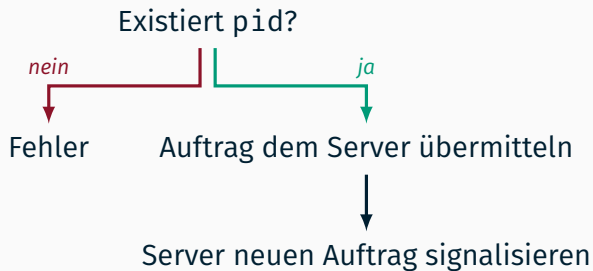 Existiert pid?
nein
ja
Fehler
Auftrag dem Server übermitteln
Server neuen Auftrag signalisieren